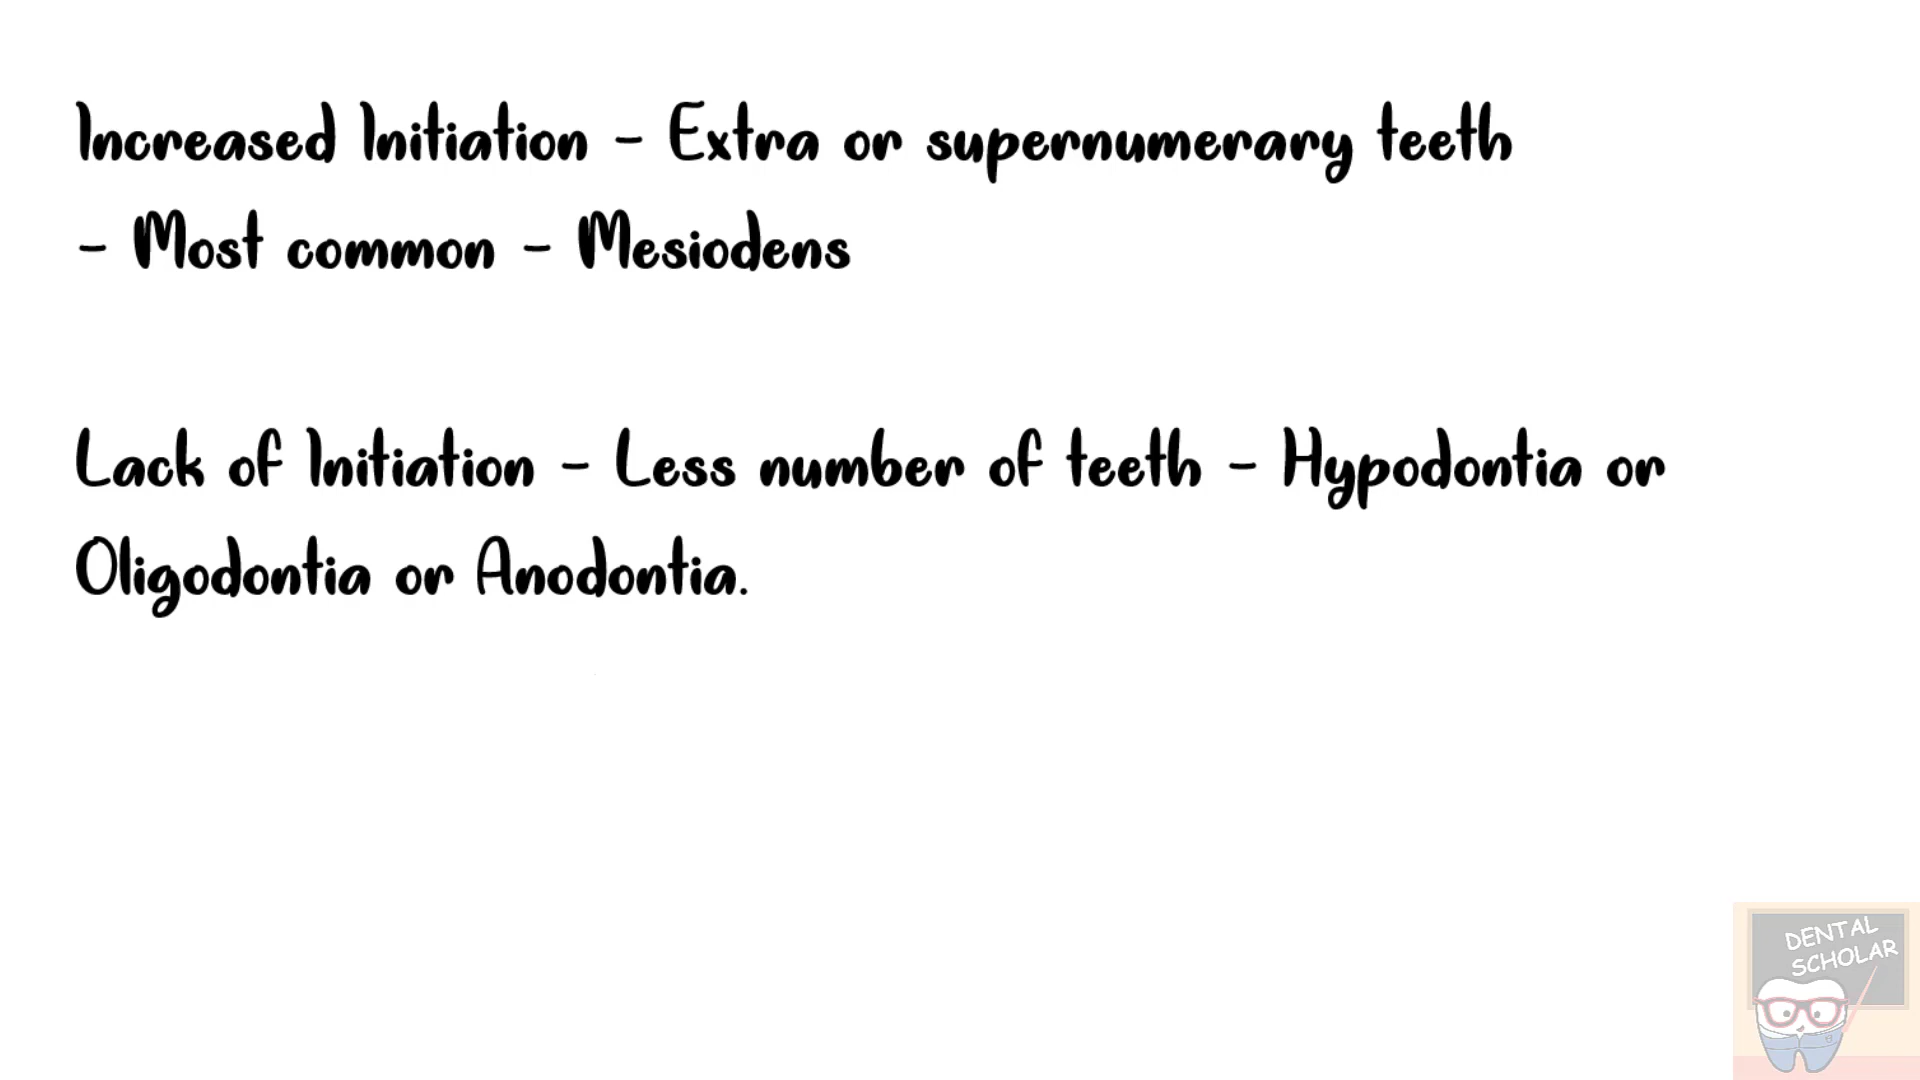 Increased Initiation - Extra or supernumerary teeth
- Most common - Mesiodens
Lack of Initiation - Less number of teeth - Hypodontia or
Oligodontia or Anodontia.
DENTAL
SCHOLAR